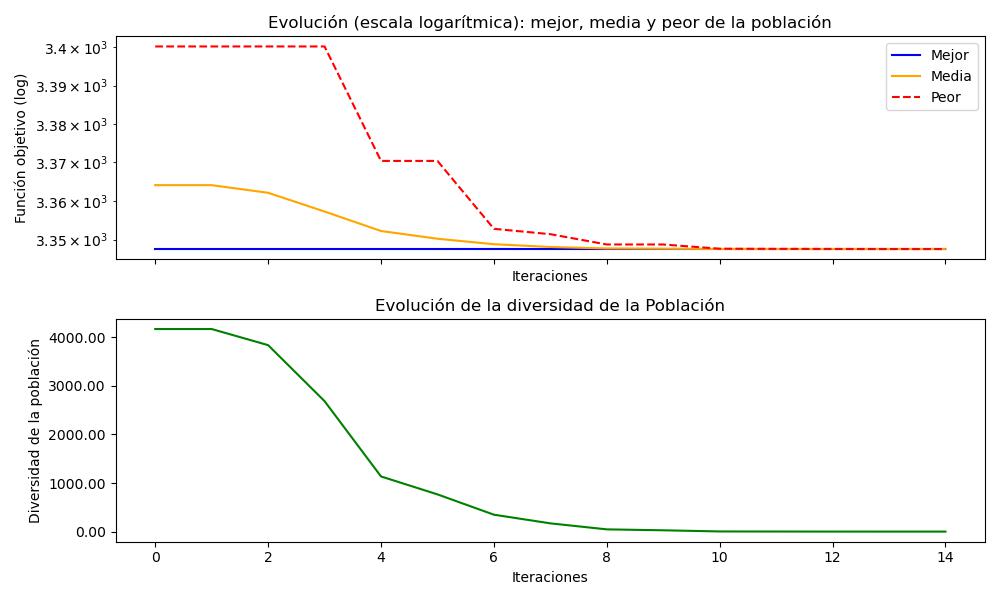 Evolución (escala logarítmica): mejor, media y peor de la población
Función objetivo (log)
3.4 × 10³
3.39 × 10³
3.38 × 10³
3.37 × 10³
3.36 × 10³
3.35 × 10³
Mejor
Media
Peor
Iteraciones
Evolución de la diversidad de la Población
Diversidad de la población
4000.00
3000.00
2000.00
1000.00
0.00
0 2 4 6 8 10 12 14
Iteraciones